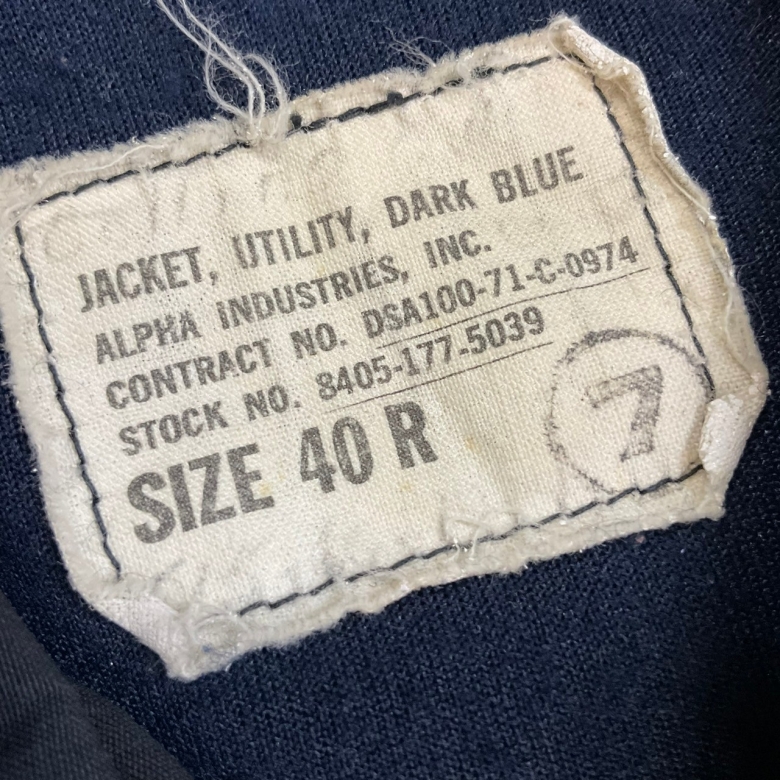 JACKET, UTILITY, DARK BLUE
ALPHA INDUSTRIES, INC.
CONTRACT NO. DSA100-71-C-0974
STOCK NO. 8405-177-5039
SIZE 40 R
7